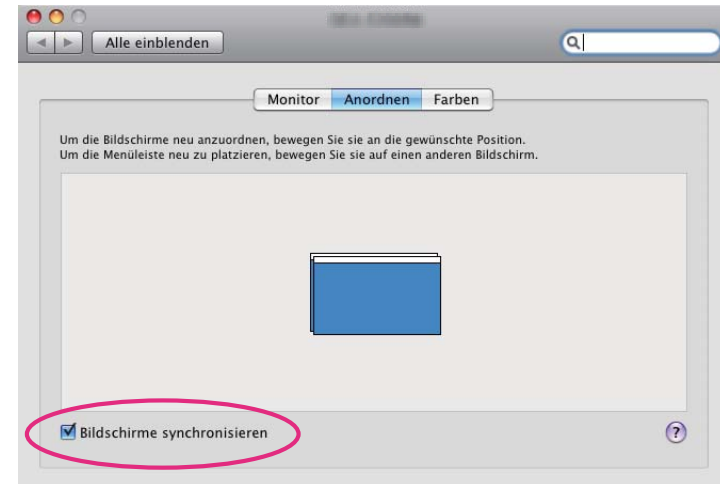 Alle einblenden
Monitor Anordnen Farben
Um die Bildschirme neu anzuordnen, bewegen Sie sie an die gewünschte Position.
Um die Menüleiste neu zu platzieren, bewegen Sie sie auf einen anderen Bildschirm.
Bildschirme synchronisieren
?